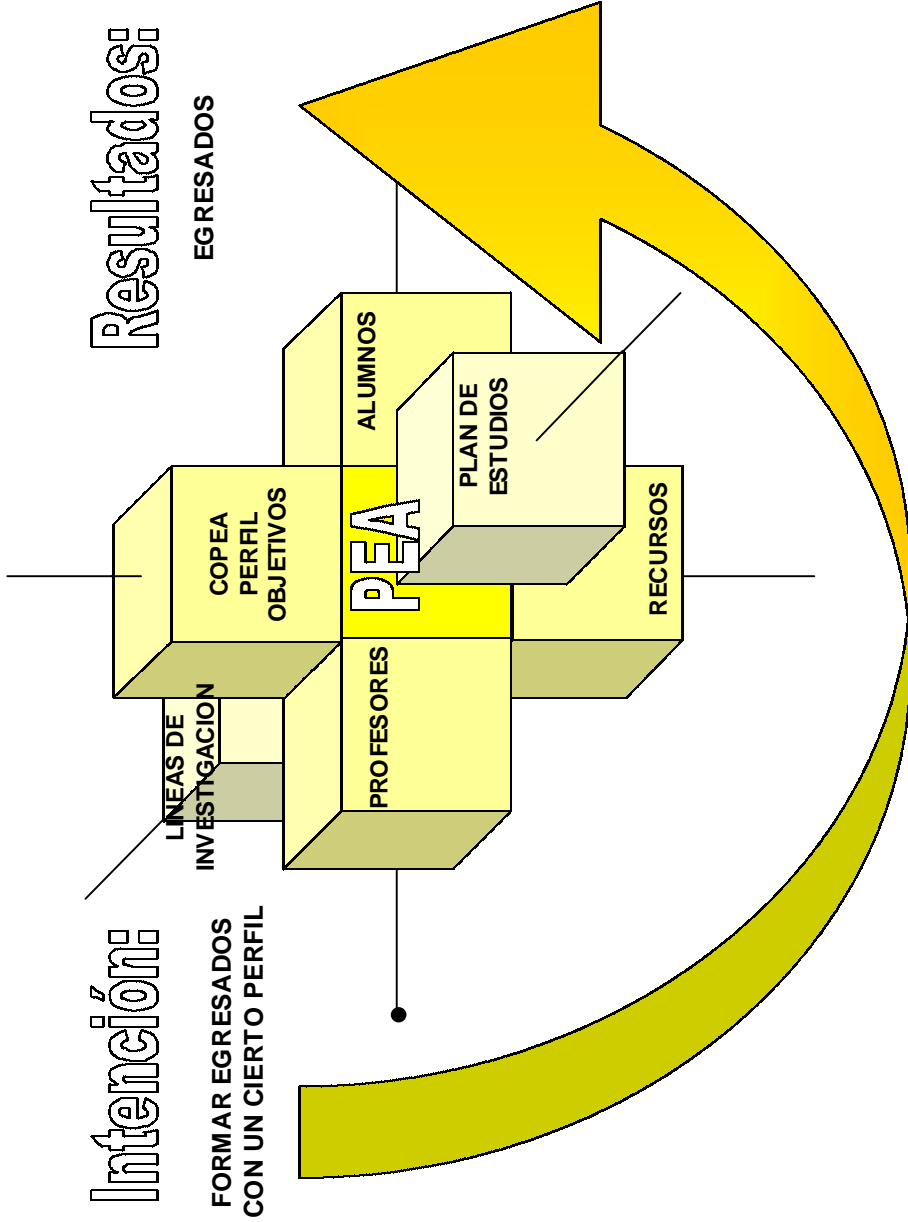 Intención:
FORMAR EGRESADOS
CON UN CIERTO PERFIL
Resultados:
EGRESADOS
LINEAS DE
INVESTIGACION
COPEA
PERFIL
OBJETIVOS
PROFESORES
PEA
ALUMNOS
PLAN DE
ESTUDIOS
RECURSOS